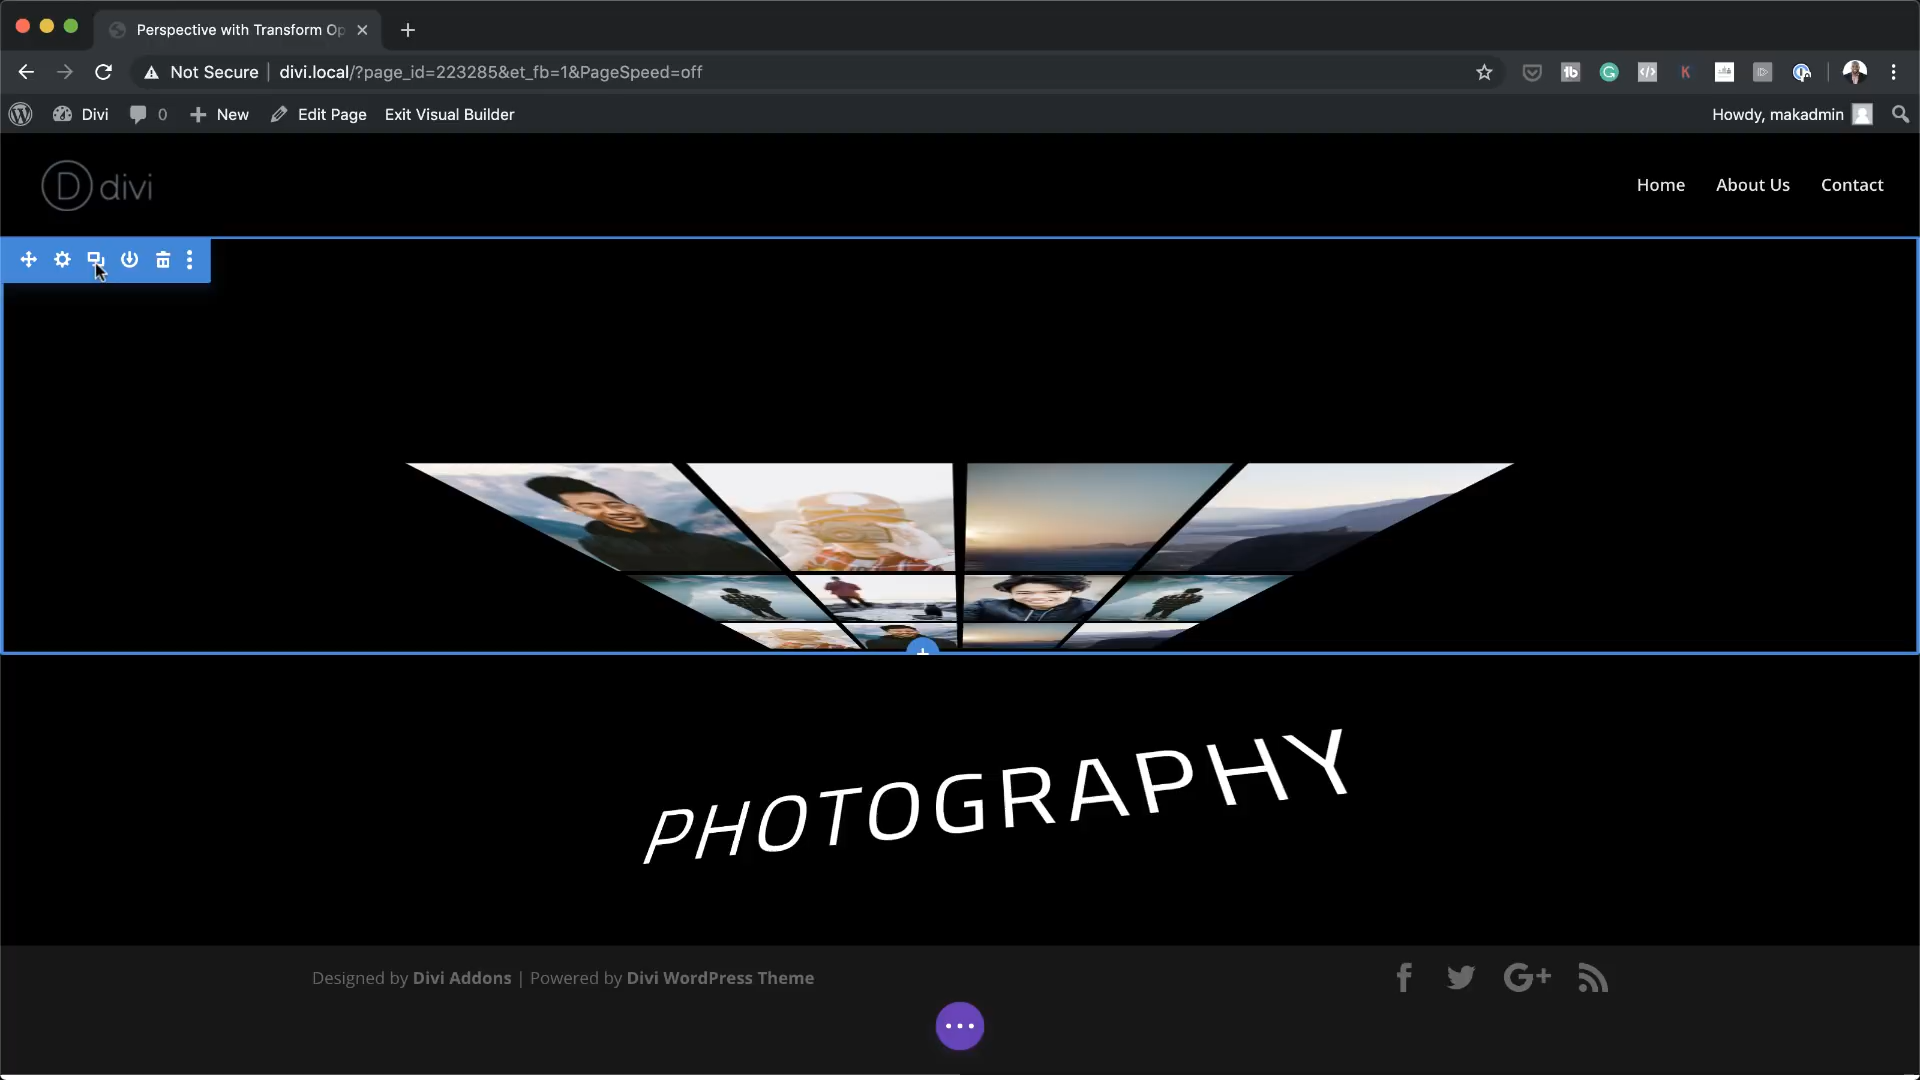 Perspective with Transform Op
Not Secure | divi.local/?page_id=223285&et_fb=1&PageSpeed=off
Divi 0 New Edit Page Exit Visual Builder Howdy, makadmin
D divi Home About Us Contact
PHOTOGRAPHY
Designed by Divi Addons | Powered by Divi WordPress Theme